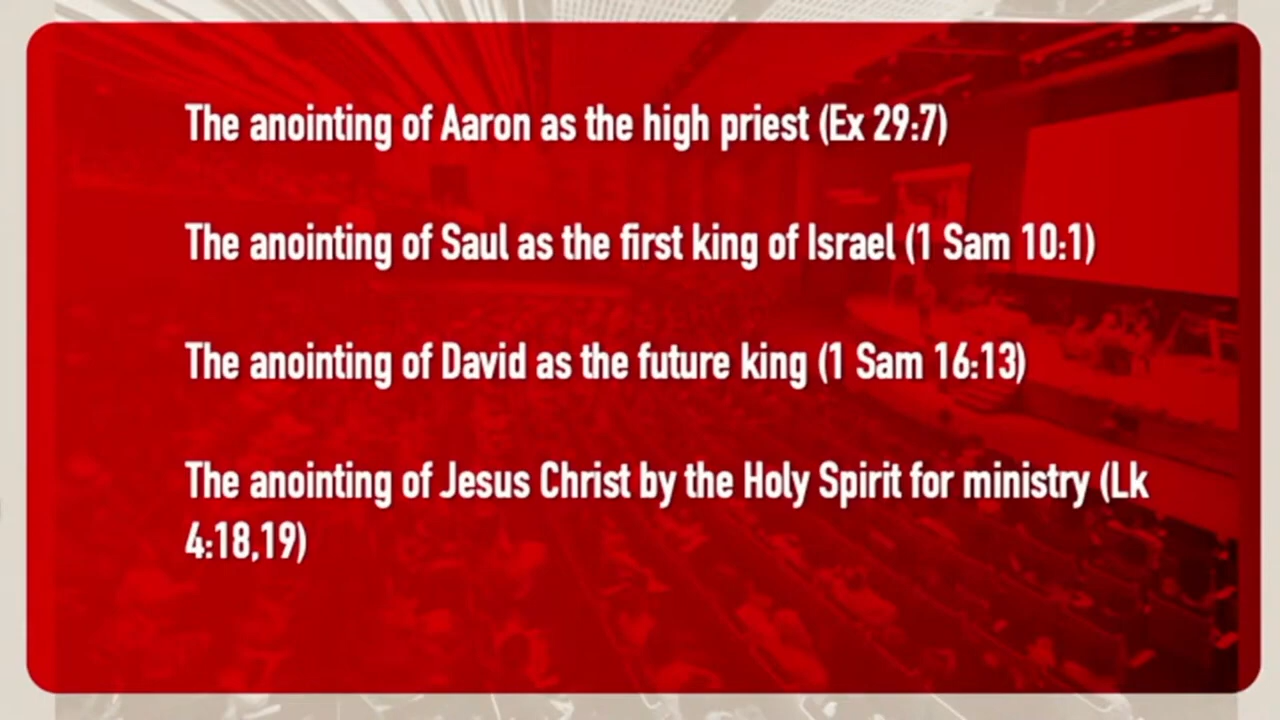 The anointing of Aaron as the high priest (Ex 29:7)
The anointing of Saul as the first king of Israel (1 Sam 10:1)
The anointing of David as the future king (1 Sam 16:13)
The anointing of Jesus Christ by the Holy Spirit for ministry (Lk
4:18,19)